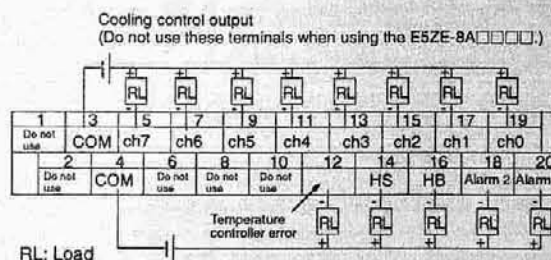 Cooling control output
(Do not use these terminals when using the E5ZE-8A□□□□.)
+ + + + + + + +
RL RL RL RL RL RL RL RL
- - - - - - - -
1 3 5 7 9 11 13 15 17 19
Do not use COM ch7 ch6 ch5 ch4 ch3 ch2 ch1 ch0
2 4 6 8 10 12 14 16 18 20
Do not use COM Do not use Do not use Do not use HS HB Alarm 2 Alarm
- - - - -
Temperature controller error
RL RL RL RL RL
+ + + + +
RL: Load